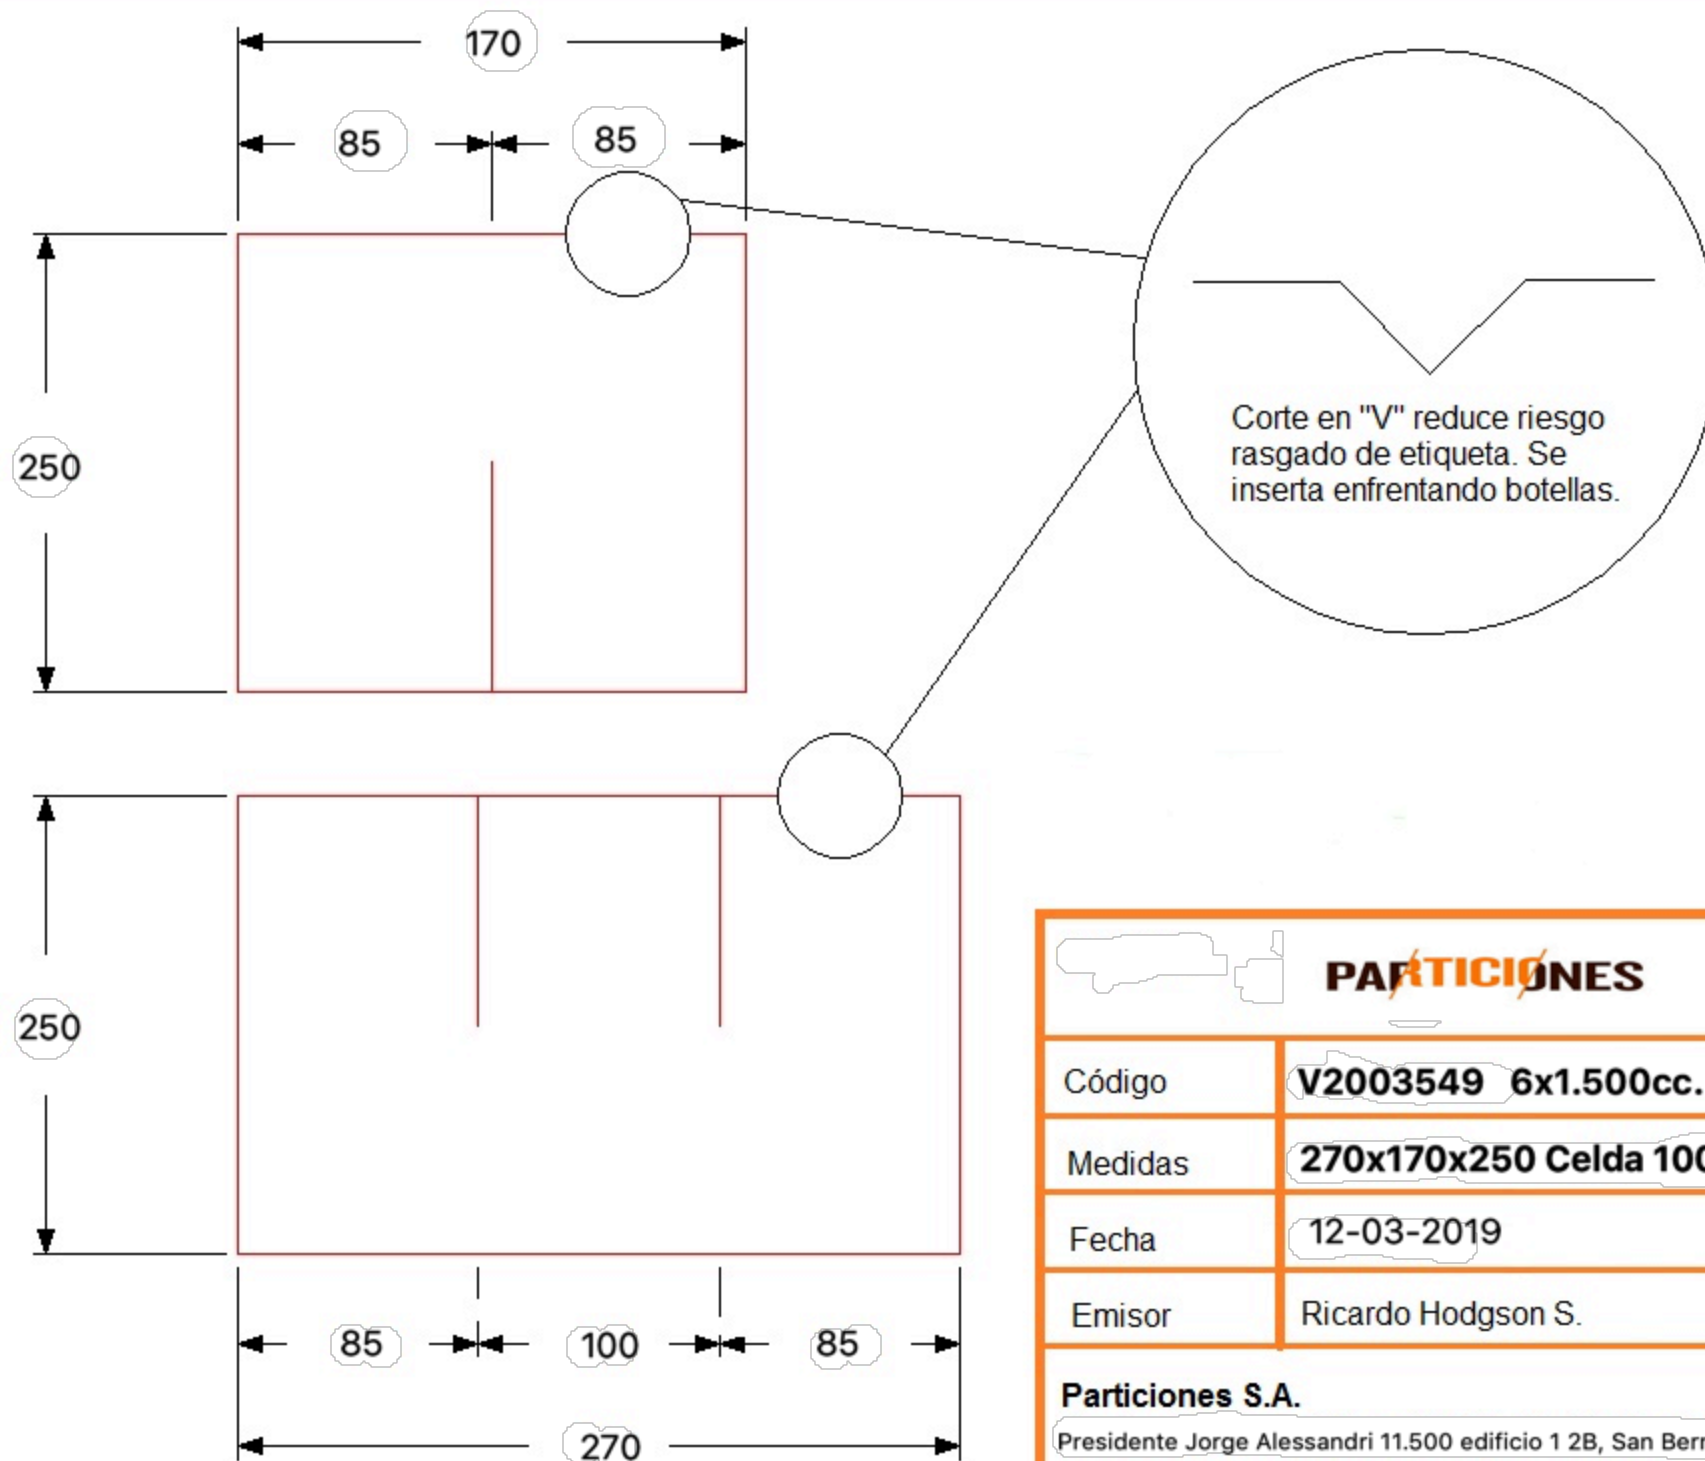 170
85
85
250
Corte en "V" reduce riesgo
rasgado de etiqueta. Se
inserta enfrentando botellas.
250
85
100
85
270
PARTICIONES
Código
V2003549 6x1.500cc.
Medidas
270x170x250 Celda 100
Fecha
12-03-2019
Emisor
Ricardo Hodgson S.
Particiones S.A.
Presidente Jorge Alessandri 11.500 edificio 1 2B, San